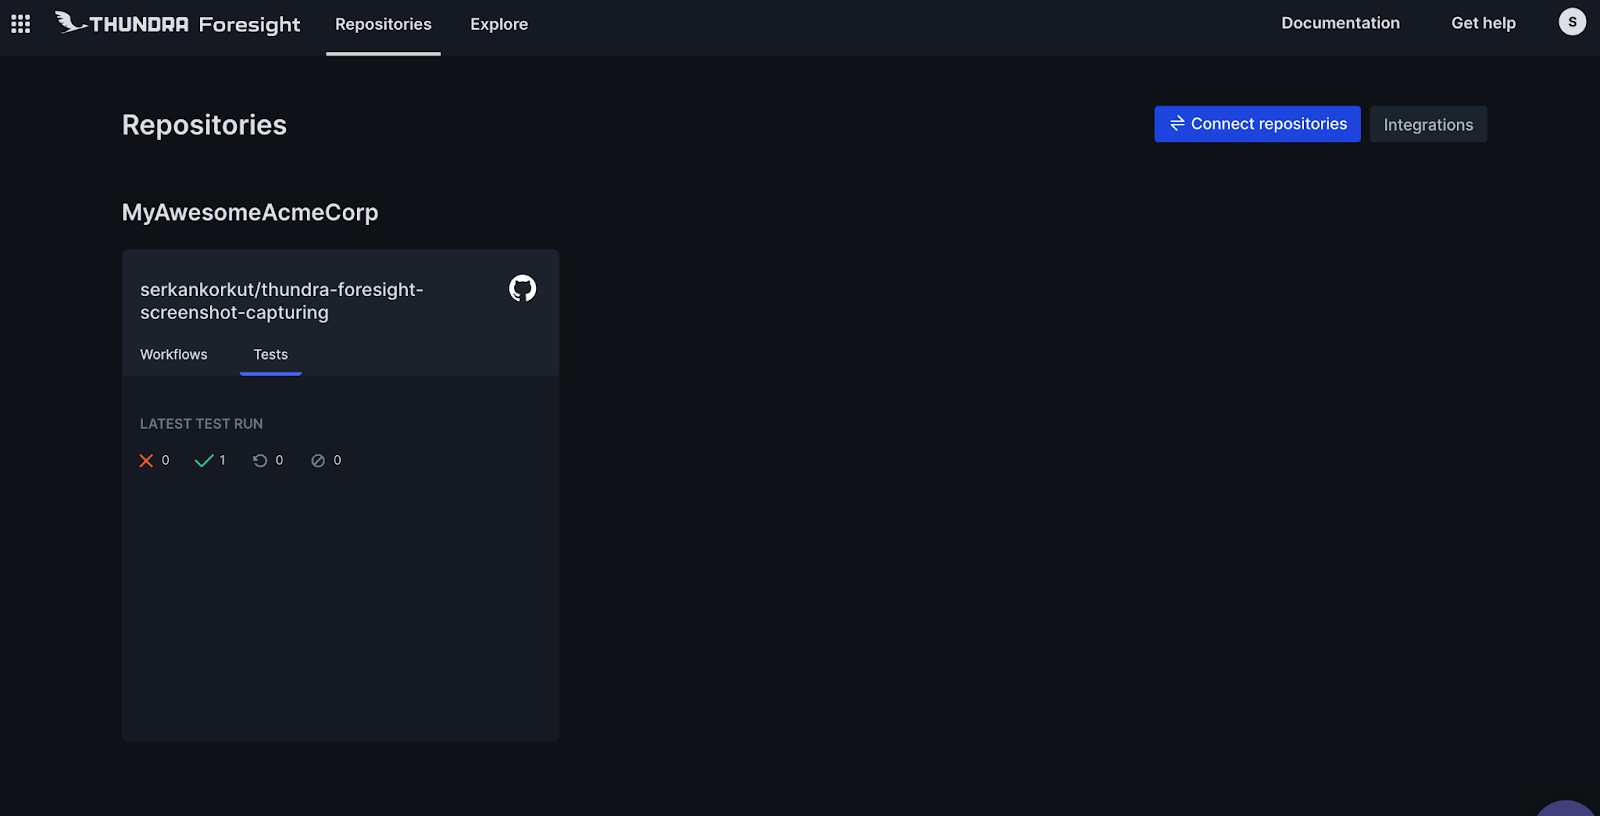 THUNDRA Foresight
Repositories
Explore
Documentation
Get help
S
Repositories
Connect repositories
Integrations
MyAwesomeAcmeCorp
serkankorkut/thundra-foresight-
screenshot-capturing
Workflows
Tests
LATEST TEST RUN
0 1 0 0